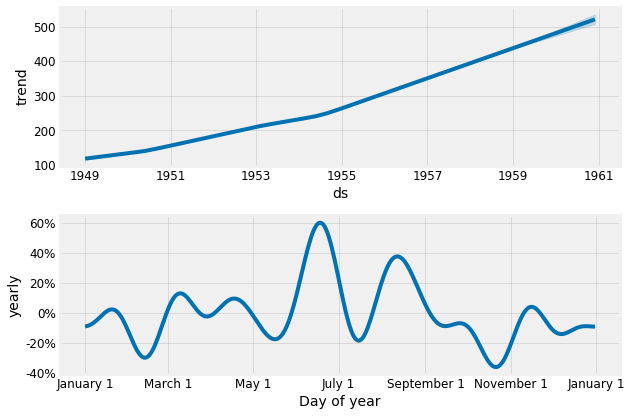 500
400
300
200
100
trend
1949 1951 1953 1955 1957 1959 1961
ds
60%
40%
20%
0%
-20%
-40%
yearly
January 1 March 1 May 1 July 1 September 1 November 1 January 1
Day of year